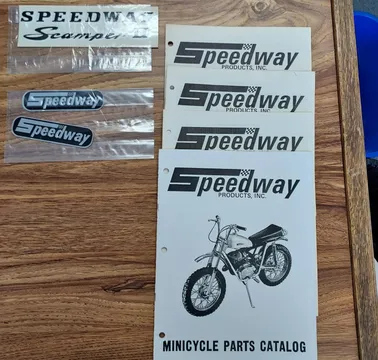 SPEEDWAY
Scamper
Speedway
Speedway
Speedway
PRODUCTS, INC.
Speedway
PRODUCTS, INC.
Speedway
Speedway
PRODUCTS, INC.
MINICYCLE PARTS CATALOG